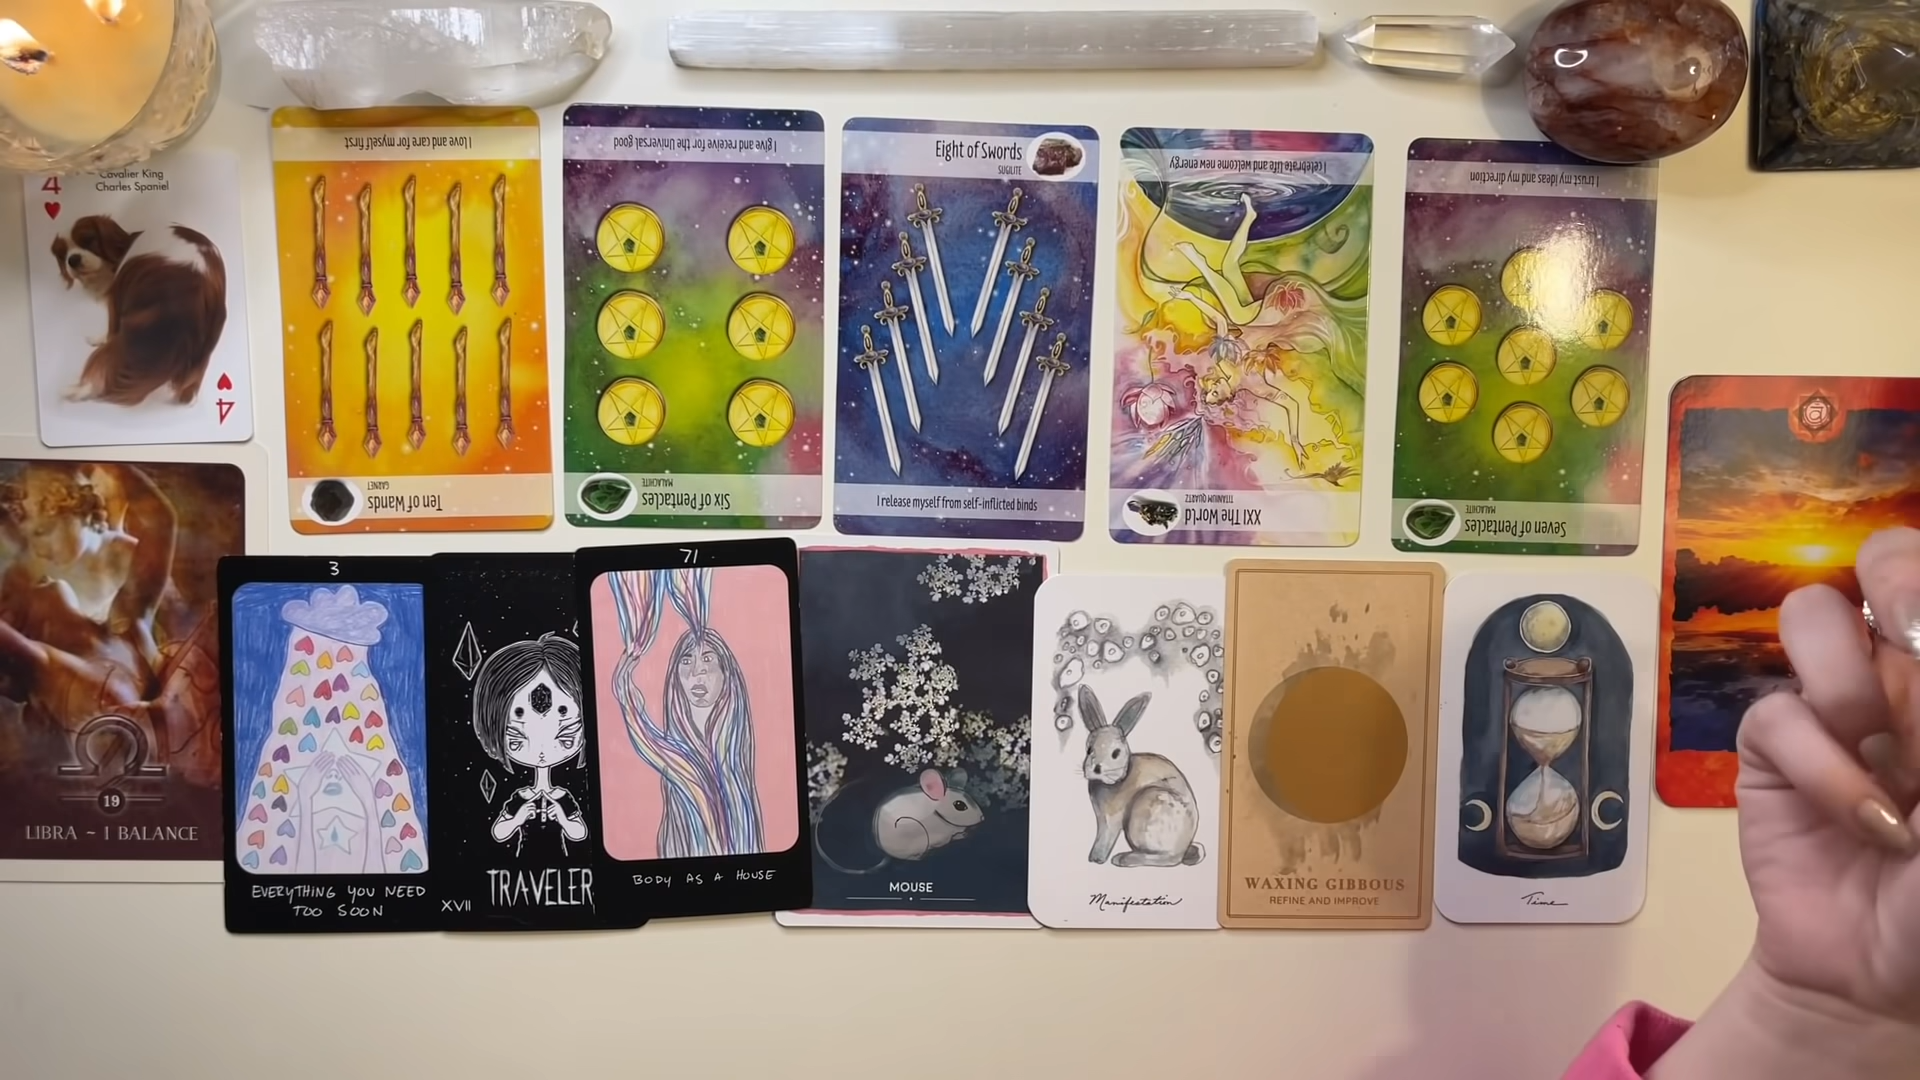 4
Cavalier King
Charles Spaniel
4
I love and care for myself first
Ten of Wands
GARNET
I give and receive for the Universal good
Six of Pentacles
MALACHITE
Eight of Swords
SUGILITE
I release myself from self-inflicted binds
I celebrate life and welcome new energy
XXI The World
TITANIUM QUARTZ
I trust my ideas and my direction
Seven of Pentacles
MALACHITE
19
LIBRA ~ I BALANCE
3
EVERYTHING YOU NEED
TOO SOON
XVII TRAVELER
71
BODY AS A HOUSE
MOUSE
Manifestation
WAXING GIBBOUS
REFINE AND IMPROVE
Time